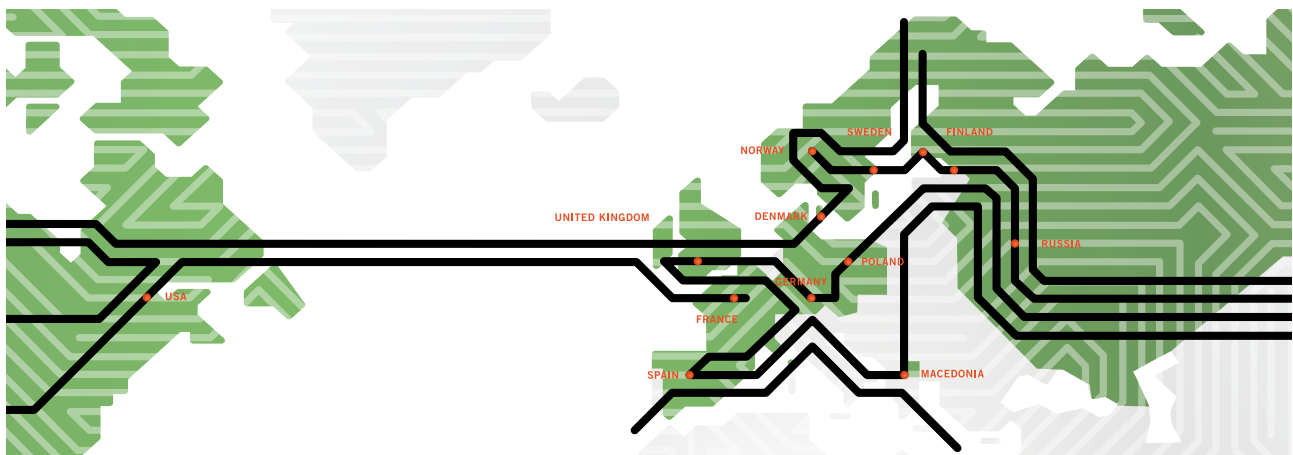 SWEDEN
FINLAND
NORWAY
UNITED KINGDOM
DENMARK
RUSSIA
POLAND
GERMANY
USA
FRANCE
SPAIN
MACEDONIA